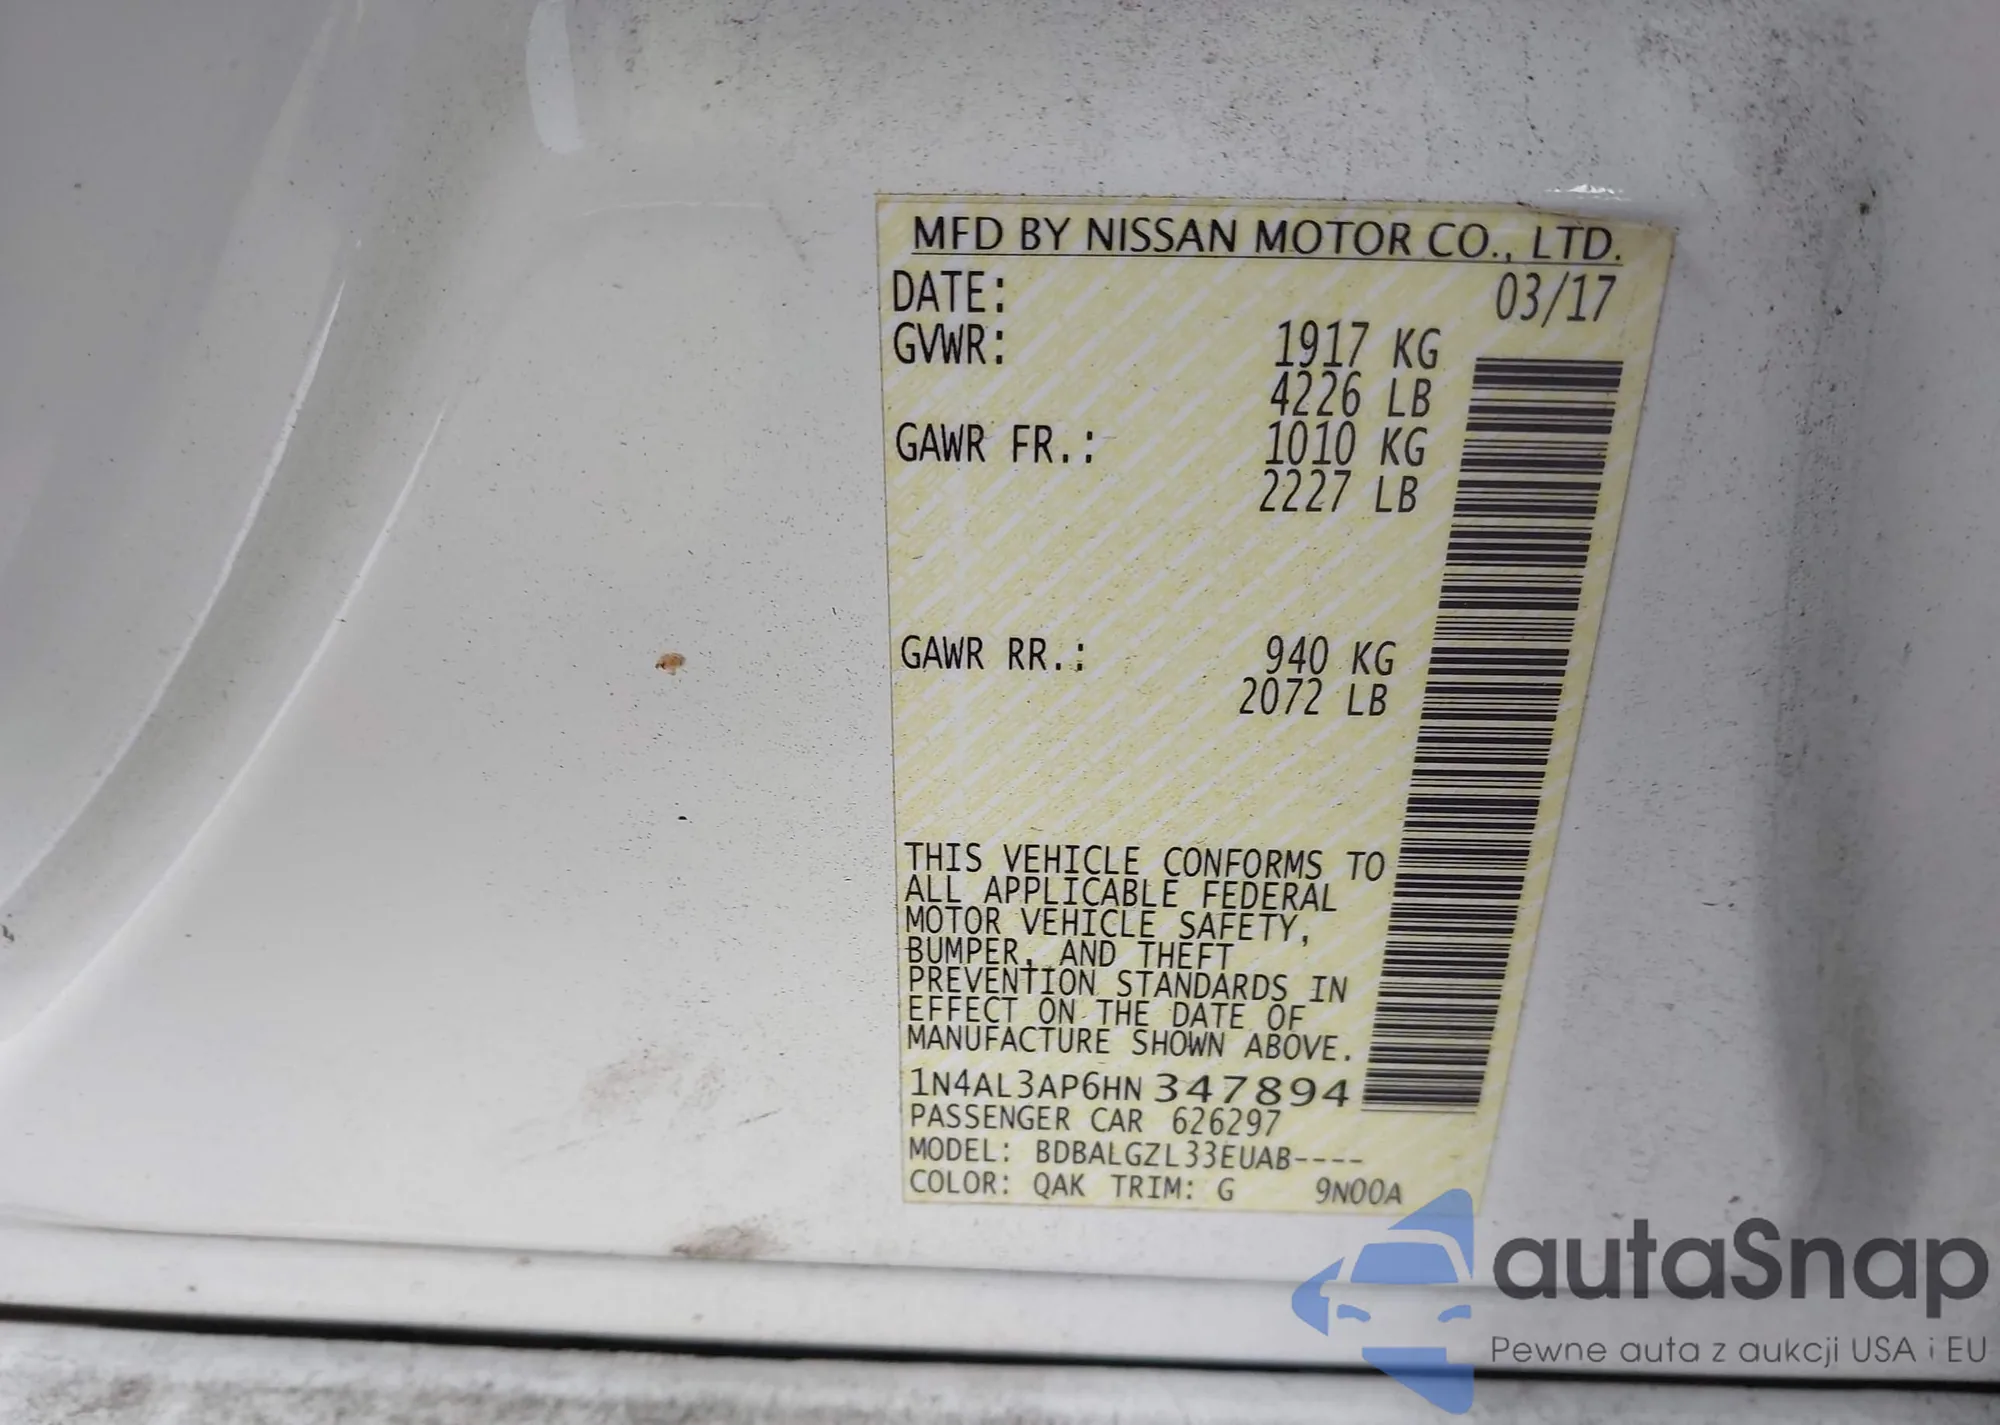 MFD BY NISSAN MOTOR CO., LTD.
DATE: 03/17
GVWR: 1917 KG
4226 LB
GAWR FR.: 1010 KG
2227 LB
GAWR RR.: 940 KG
2072 LB
THIS VEHICLE CONFORMS TO
ALL APPLICABLE FEDERAL
MOTOR VEHICLE SAFETY,
BUMPER, AND THEFT
PREVENTION STANDARDS IN
EFFECT ON THE DATE OF
MANUFACTURE SHOWN ABOVE.
1N4AL3AP6HN347894
PASSENGER CAR 626297
MODEL: BDBALGZL33EUAB----
COLOR: QAK TRIM: G 9N00A
autaSnap
Pewne auta z aukcji USA i EU